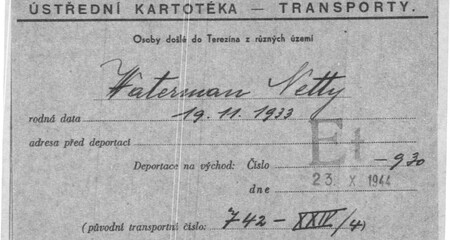 ÚSTŘEDNÍ KARTOTÉKA — TRANSPORTY.
Osoby došlé do Terezína z různých území
Waterman Netty
rodná data 19. 11. 1933
adresa před deportací
Et
Deportace na východ: Číslo -930
dne 23. X 1944
(původní transportní číslo: 742 - XXIV/4)